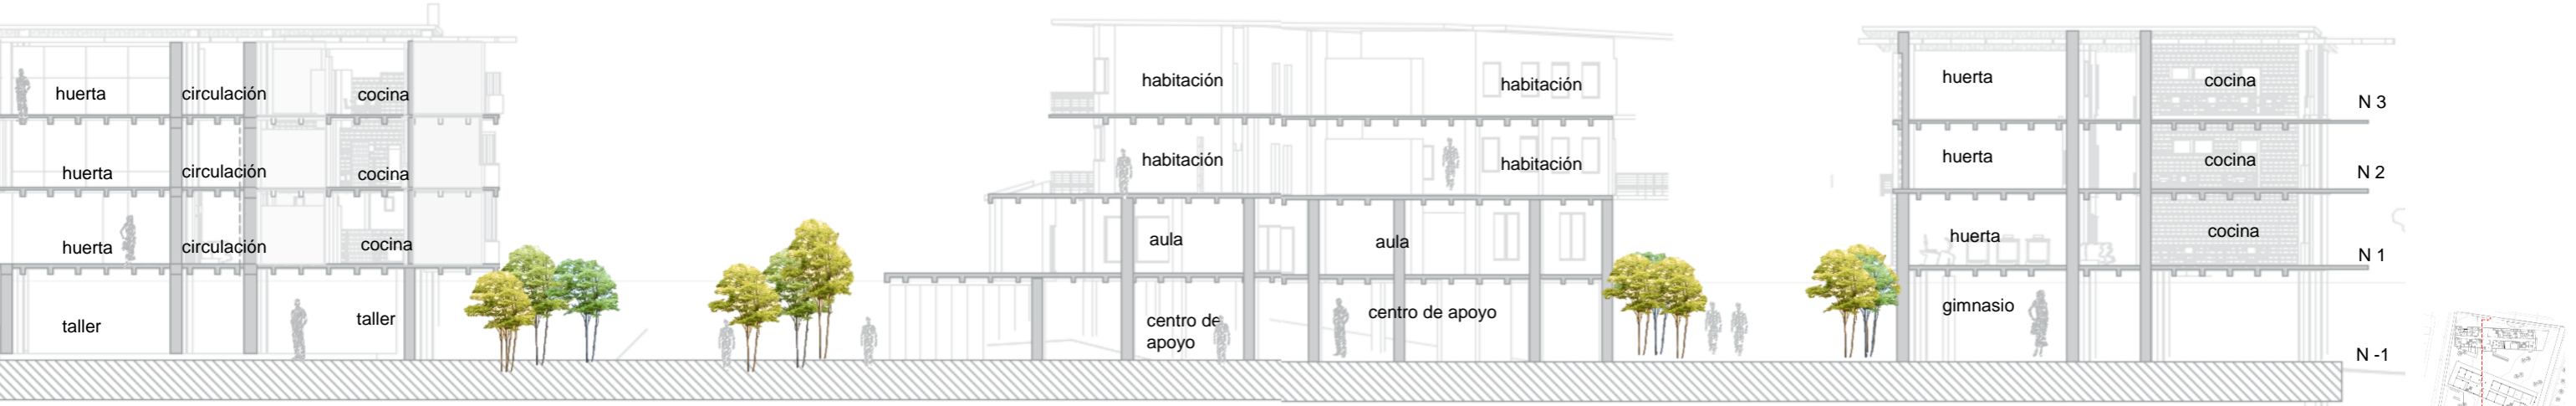 huerta
circulación
cocina
huerta
circulación
cocina
huerta
circulación
cocina
taller
taller
habitación
habitación
habitación
habitación
aula
aula
centro de
apoyo
centro de apoyo
huerta
cocina
N 3
huerta
cocina
N 2
huerta
cocina
N 1
gimnasio
N -1